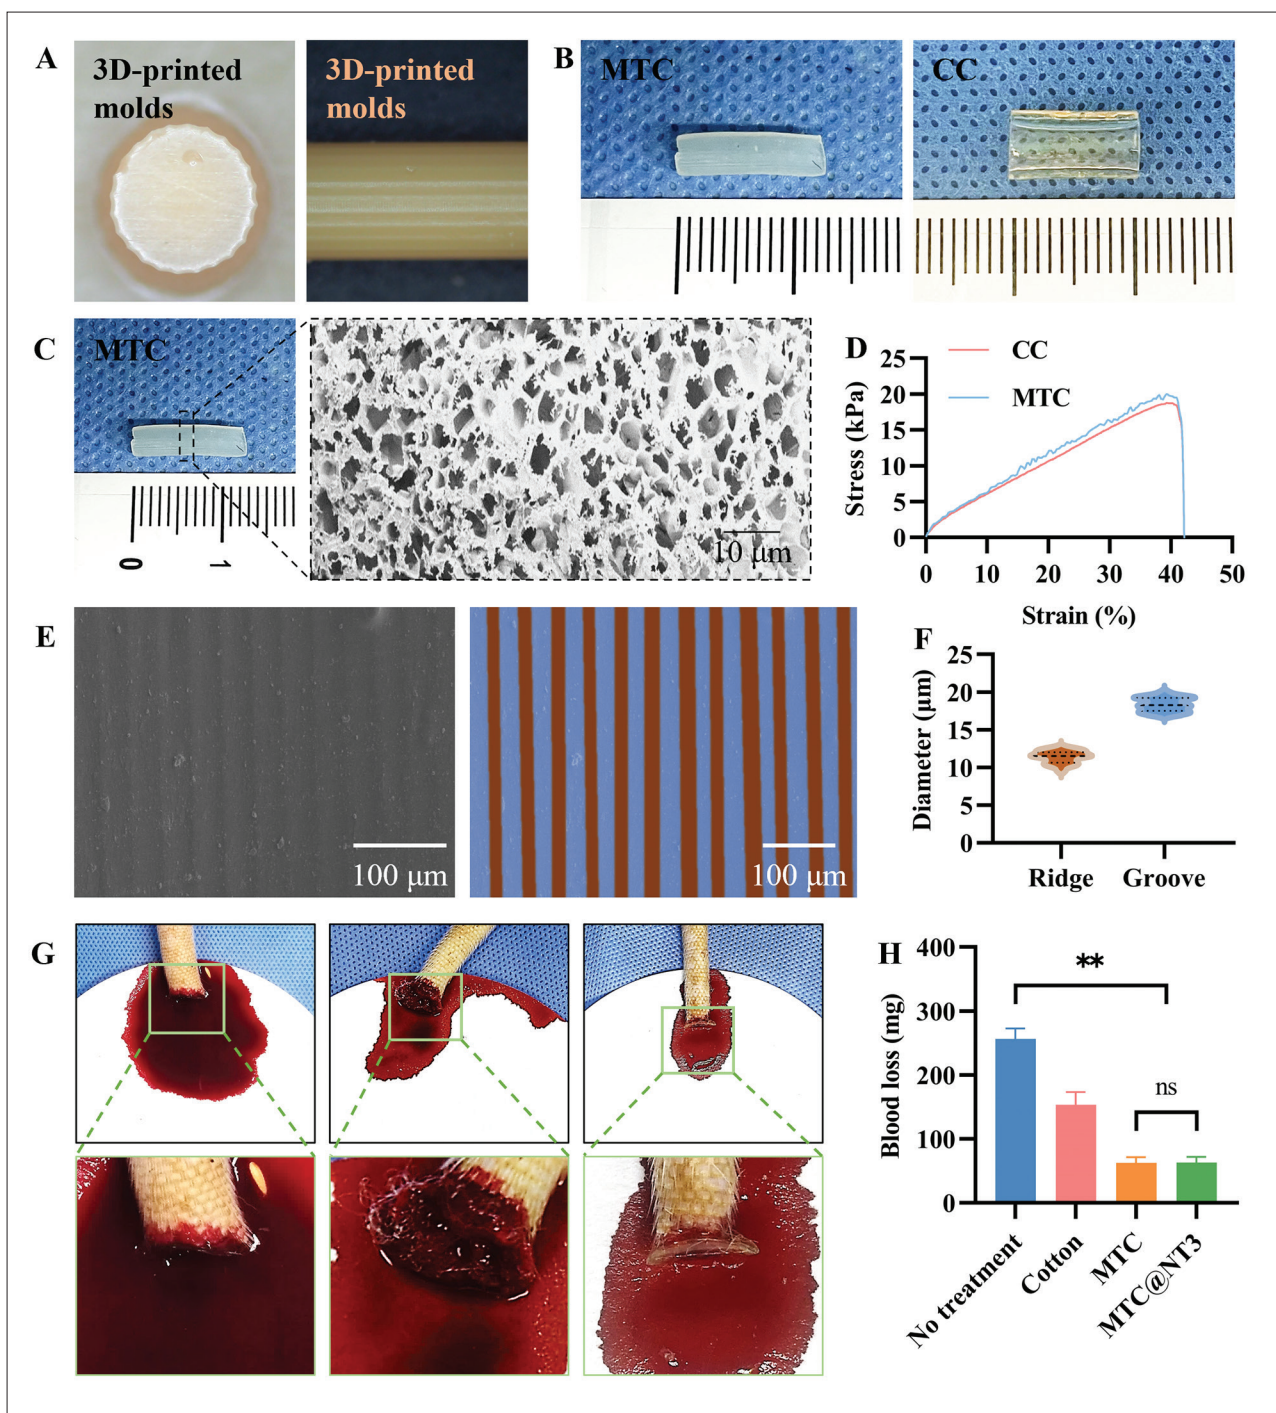 A
3D-printed
molds
3D-printed
molds
B
MTC
CC
C
MTC
0
1
10 μm
D
CC
MTC
Stress (kPa)
25
20
15
10
5
0
0 10 20 30 40 50
Strain (%)
E
100 μm
100 μm
F
Diameter (μm)
25
20
15
10
5
0
Ridge Groove
G
H
Blood loss (mg)
400
300
200
100
0
**
ns
No treatment
Cotton
MTC
MTC@NT3